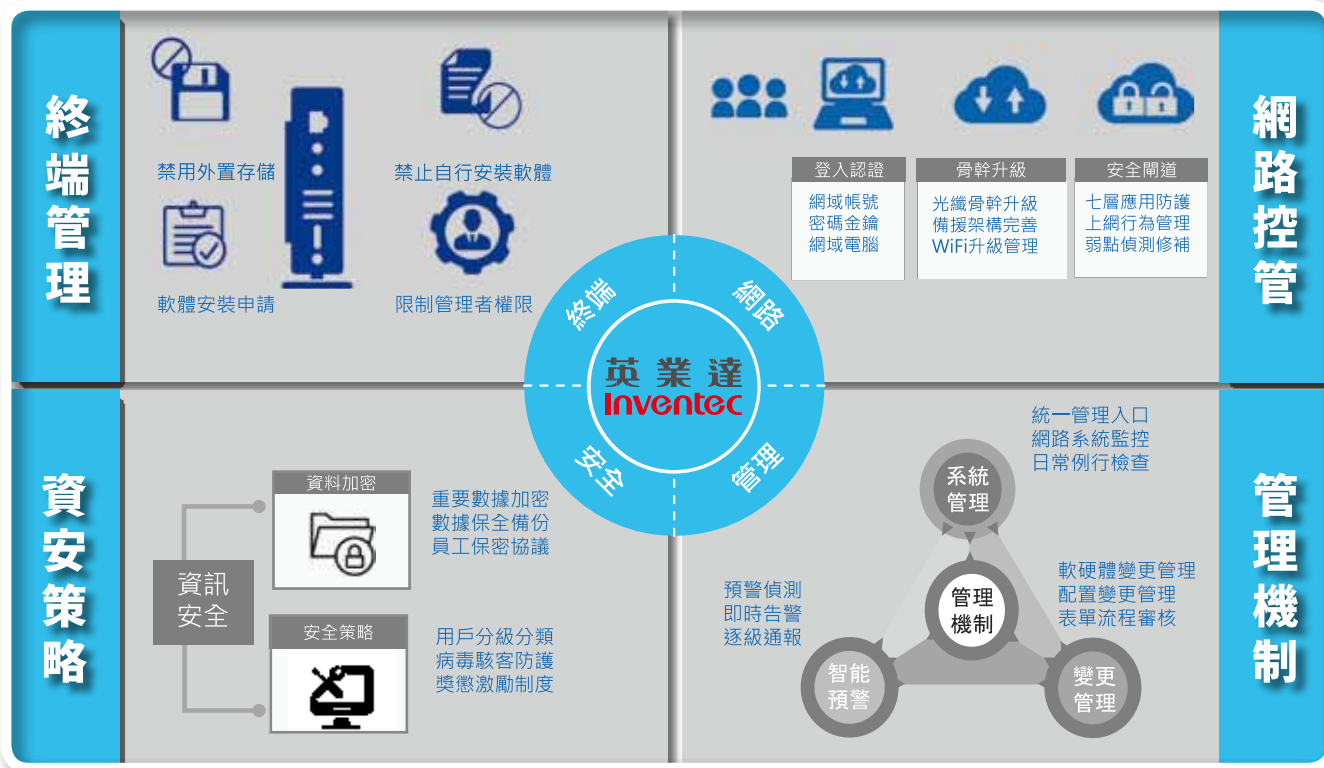 終端管理
禁用外置存儲
禁止自行安裝軟體
軟體安裝申請
限制管理者權限
網路控管
登入認證
網域帳號
密碼金鑰
網域電腦
骨幹升級
光纖骨幹升級
備援架構完善
WiFi升級管理
安全閘道
七層應用防護
上網行為管理
弱點偵測修補
終端
網路
英業達
Inventec
安全
管理
資安策略
資訊
安全
資料加密
重要數據加密
數據保全備份
員工保密協議
安全策略
用戶分級分類
病毒駭客防護
獎懲激勵制度
管理機制
統一管理入口
網路系統監控
日常例行檢查
系統
管理
預警偵測
即時告警
逐級通報
管理
機制
軟硬體變更管理
配置變更管理
表單流程審核
智能
預警
變更
管理